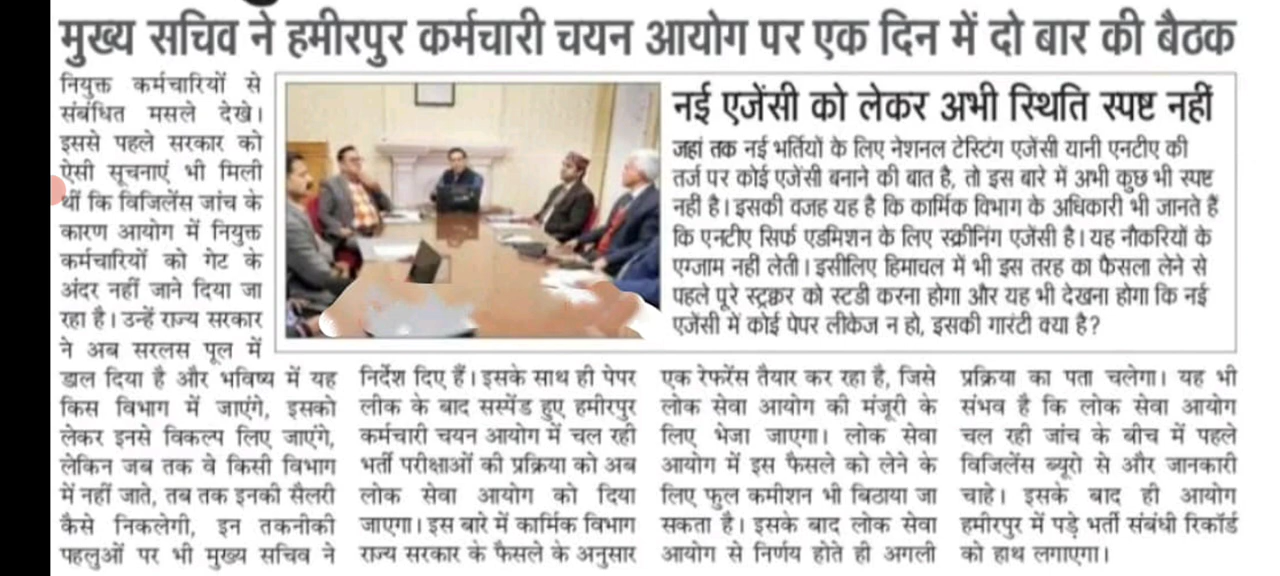 मुख्य सचिव ने हमीरपुर कर्मचारी चयन आयोग पर एक दिन में दो बार की बैठक
नियुक्त कर्मचारियों से
संबंधित मसले देखे।
इससे पहले सरकार को
ऐसी सूचनाएं भी मिली
थीं कि विजिलेंस जांच के
कारण आयोग में नियुक्त
कर्मचारियों को गेट के
अंदर नहीं जाने दिया जा
रहा है। उन्हें राज्य सरकार
ने अब सरलस पूल में
डाल दिया है और भविष्य में यह
किस विभाग में जाएंगे, इसको
लेकर इनसे विकल्प लिए जाएंगे,
लेकिन जब तक वे किसी विभाग
में नहीं जाते, तब तक इनकी सैलरी
कैसे निकलेगी, इन तकनीकी
पहलुओं पर भी मुख्य सचिव ने
निर्देश दिए हैं। इसके साथ ही पेपर
लीक के बाद सस्पेंड हुए हमीरपुर
कर्मचारी चयन आयोग में चल रही
भर्ती परीक्षाओं की प्रक्रिया को अब
लोक सेवा आयोग को दिया
जाएगा। इस बारे में कार्मिक विभाग
राज्य सरकार के फैसले के अनुसार
एक रेफरेंस तैयार कर रहा है, जिसे
लोक सेवा आयोग की मंजूरी के
लिए भेजा जाएगा। लोक सेवा
आयोग में इस फैसले को लेने के
लिए फुल कमीशन भी बिठाया जा
सकता है। इसके बाद लोक सेवा
आयोग से निर्णय होते ही अगली
प्रक्रिया का पता चलेगा। यह भी
संभव है कि लोक सेवा आयोग
चल रही जांच के बीच में पहले
विजिलेंस ब्यूरो से और जानकारी
चाहे। इसके बाद ही आयोग
हमीरपुर में पड़े भर्ती संबंधी रिकॉर्ड
को हाथ लगाएगा।
नई एजेंसी को लेकर अभी स्थिति स्पष्ट नहीं
जहां तक नई भर्तियों के लिए नेशनल टेस्टिंग एजेंसी यानी एनटीए की
तर्ज पर कोई एजेंसी बनाने की बात है, तो इस बारे में अभी कुछ भी स्पष्ट
नहीं है। इसकी वजह यह है कि कार्मिक विभाग के अधिकारी भी जानते हैं
कि एनटीए सिर्फ एडमिशन के लिए स्क्रीनिंग एजेंसी है। यह नौकरियों के
एग्जाम नहीं लेती। इसीलिए हिमाचल में भी इस तरह का फैसला लेने से
पहले पूरे स्ट्रक्चर को स्टडी करना होगा और यह भी देखना होगा कि नई
एजेंसी में कोई पेपर लीकेज न हो, इसकी गारंटी क्या है?